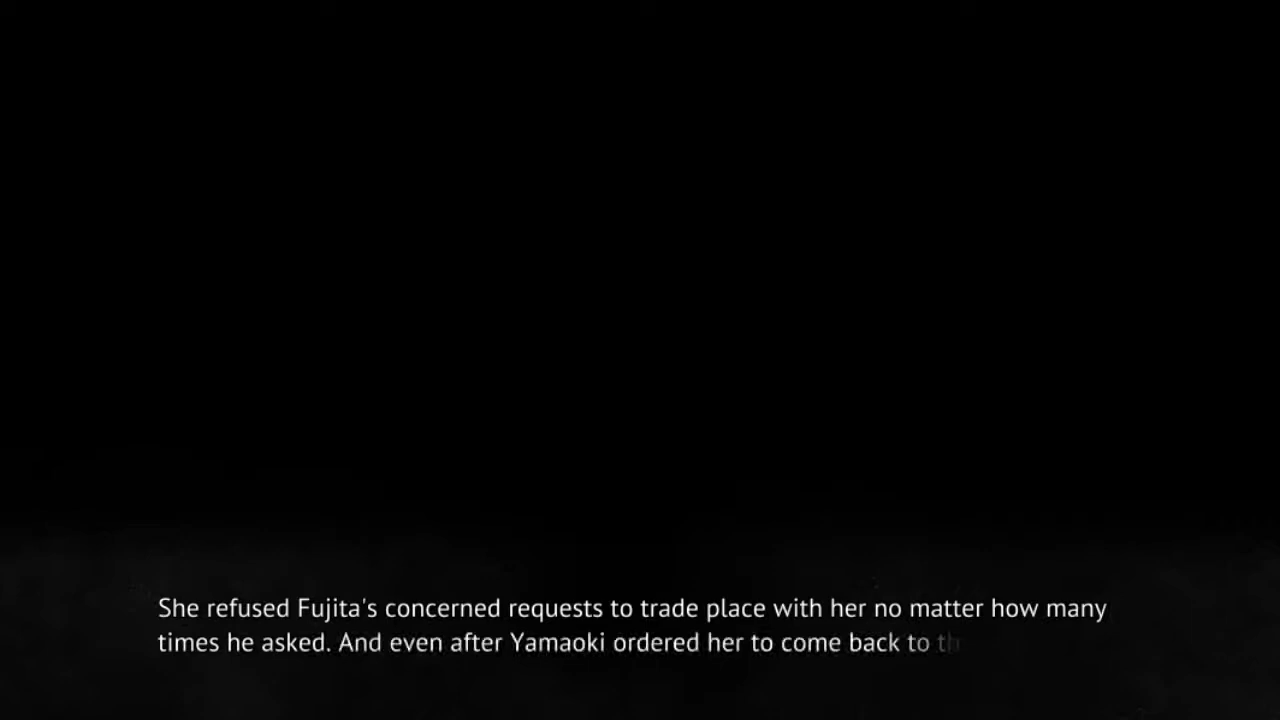 She refused Fujita's concerned requests to trade place with her no matter how many
times he asked. And even after Yamaoki ordered her to come back to th